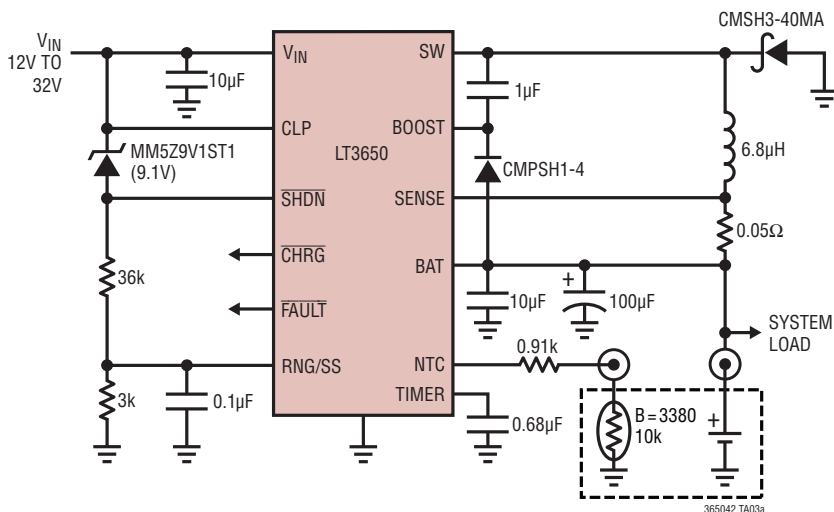 CMSH3-40MA
VIN
12V TO
32V
VIN
SW
10µF
1µF
CLP
BOOST
LT3650
MM5Z9V1ST1
(9.1V)
CMPSH1-4
6.8µH
SHDN
SENSE
0.05Ω
CHRG
BAT
36k
+
10µF
100µF
FAULT
SYSTEM
LOAD
0.91k
RNG/SS
NTC
TIMER
3k
0.1µF
0.68µF
B = 3380
10k
+
365042 TA03a